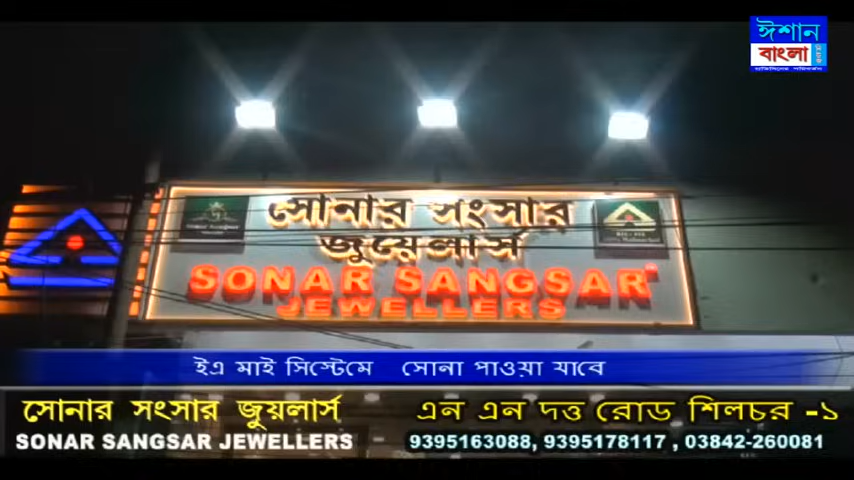 ঈশান
বাংলা
সোনার সংসার
জুয়েলার্স
SONAR SANGSAR
JEWELLERS
ইএ মাই সিস্টেমে সোনা পাওয়া যাবে
সোনার সংসার জুয়লার্স এন এন দত্ত রোড শিলচর -১
SONAR SANGSAR JEWELLERS 9395163088, 9395178117 , 03842-260081